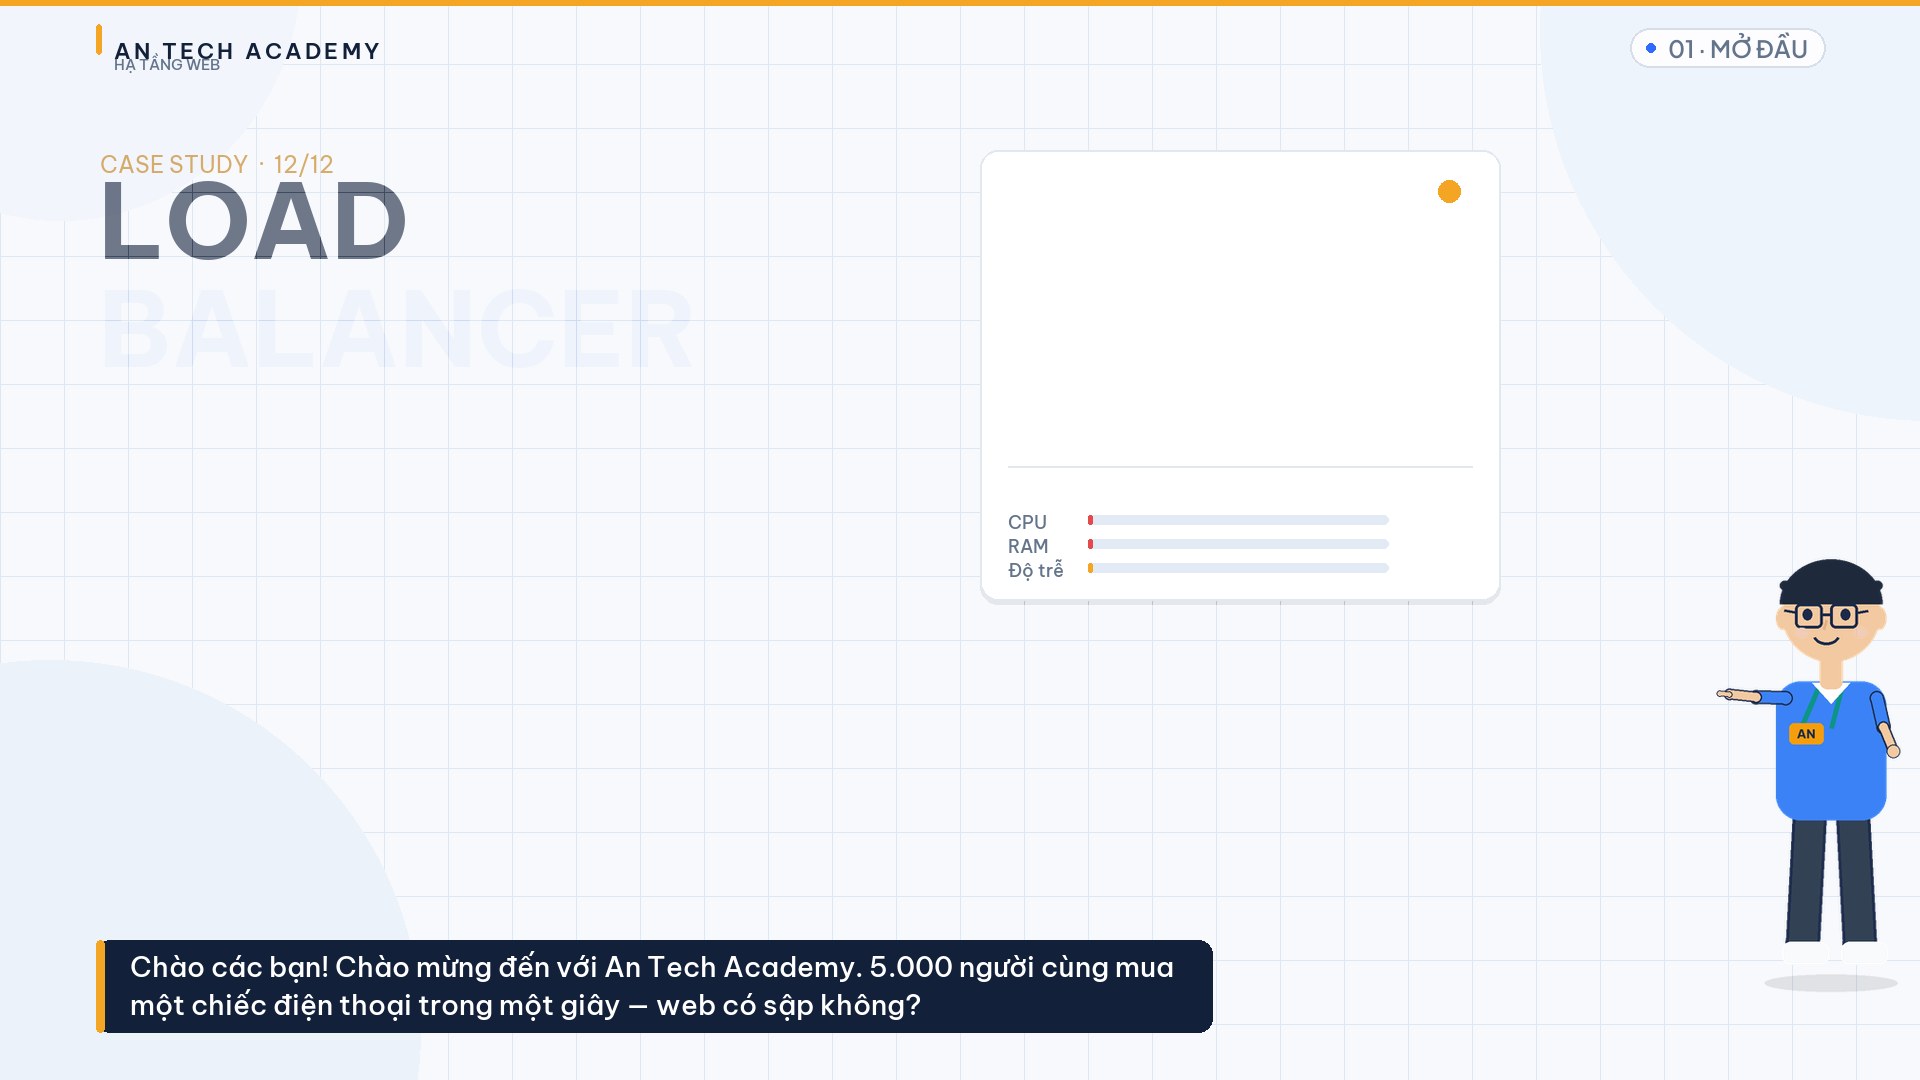 AN TECH ACADEMY
HẠ TẦNG WEB
01 · MỞ ĐẦU
CASE STUDY · 12/12
LOAD
BALANCER
CPU
RAM
Độ trễ
AN
Chào các bạn! Chào mừng đến với An Tech Academy. 5.000 người cùng mua
một chiếc điện thoại trong một giây — web có sập không?